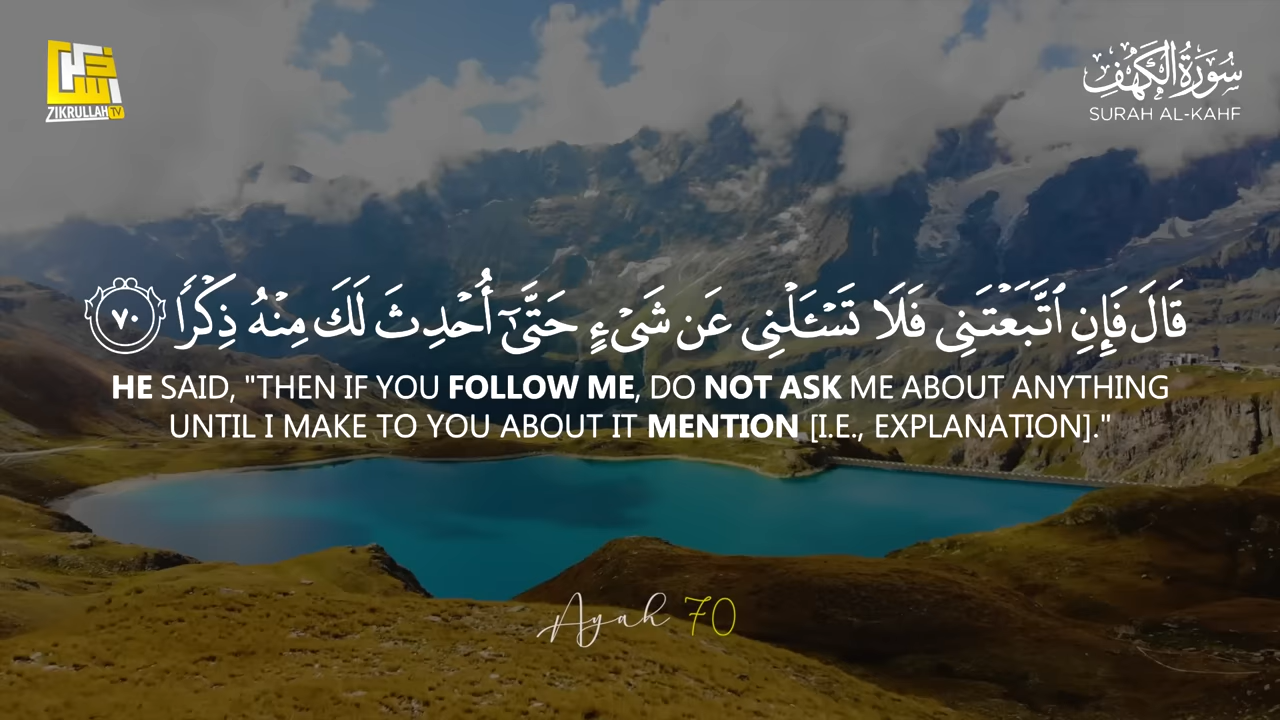 ZIKRULLAH TV
سُورَةُ الْكَهْفِ
SURAH AL-KAHF
قَالَ فَإِنِ ٱتَّبَعْتَنِى فَلَا تَسْـَٔلْنِى عَن شَىْءٍ حَتَّىٰٓ أُحْدِثَ لَكَ مِنْهُ ذِكْرًا ٧٠
HE SAID, "THEN IF YOU FOLLOW ME, DO NOT ASK ME ABOUT ANYTHING
UNTIL I MAKE TO YOU ABOUT IT MENTION [I.E., EXPLANATION]."
Ayah 70